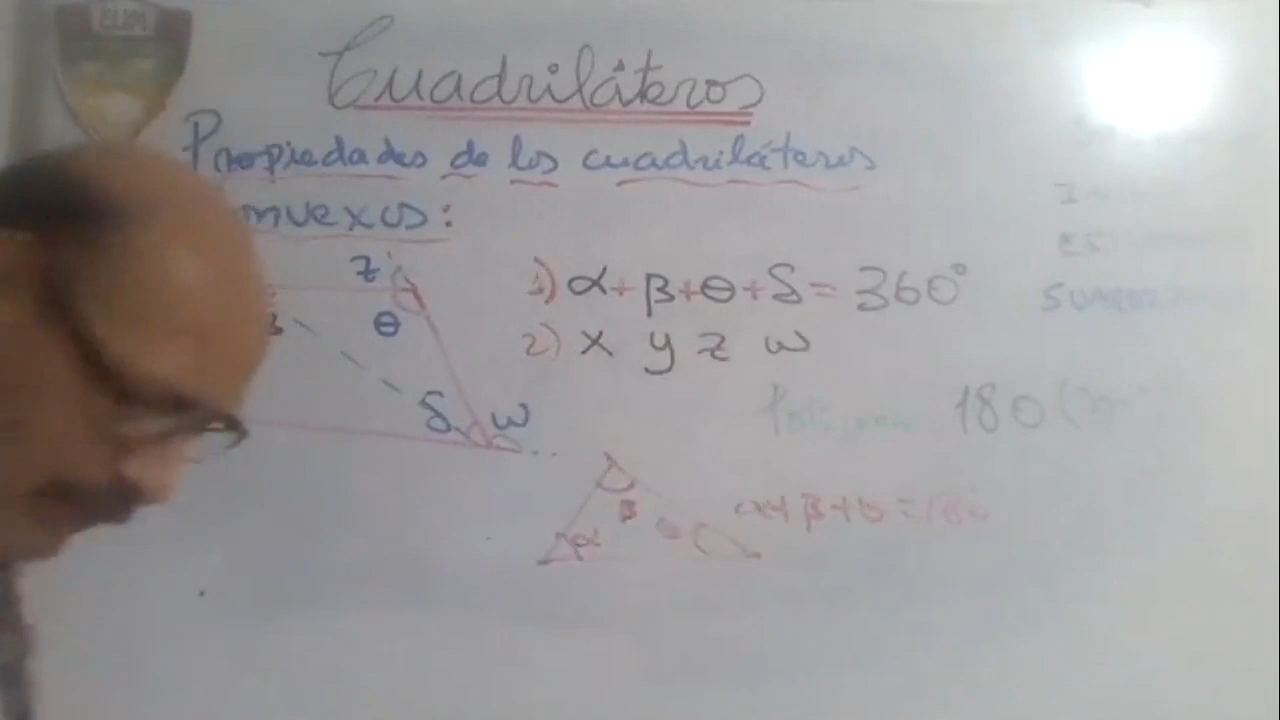 Cuadriláteros
Propiedades de los cuadriláteros
nvexos:
z
θ
δ ω
1) α + β + θ + δ = 360°
2) x y z ω
180 (n
β
α θ
α + β + θ = 180